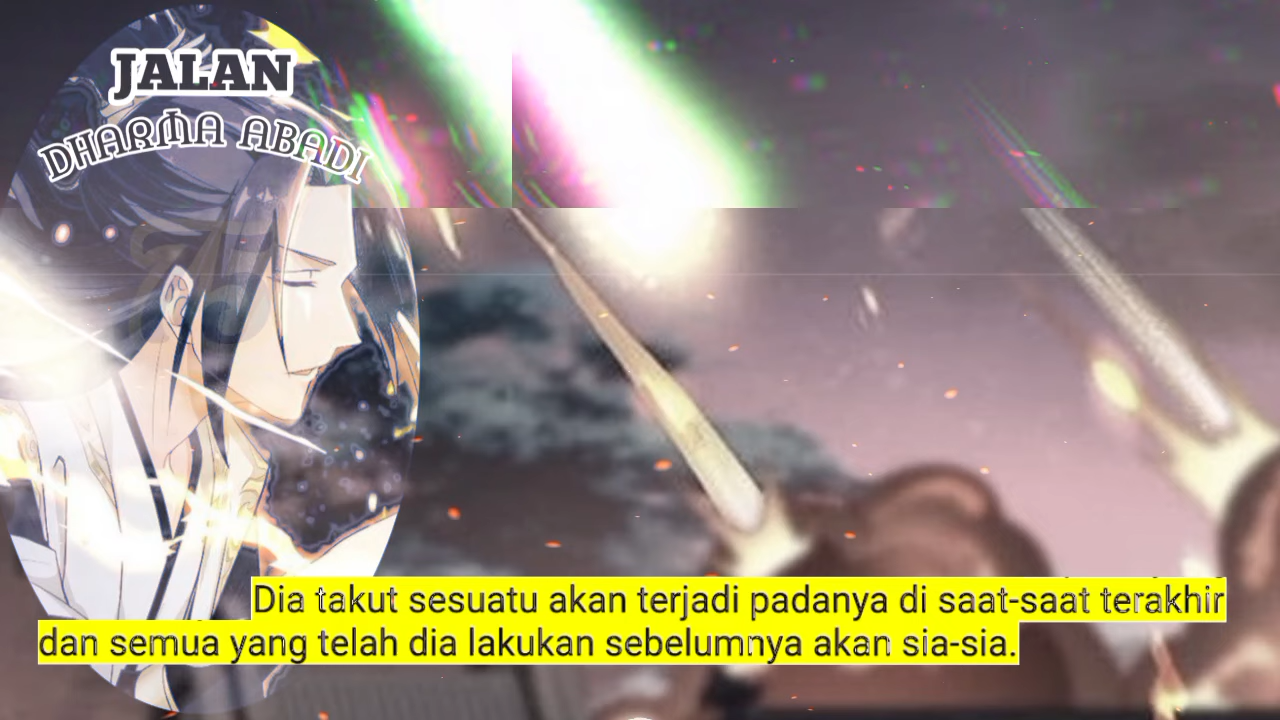 JALAN
DHARMA ABADI
Dia takut sesuatu akan terjadi padanya di saat-saat terakhir
dan semua yang telah dia lakukan sebelumnya akan sia-sia.